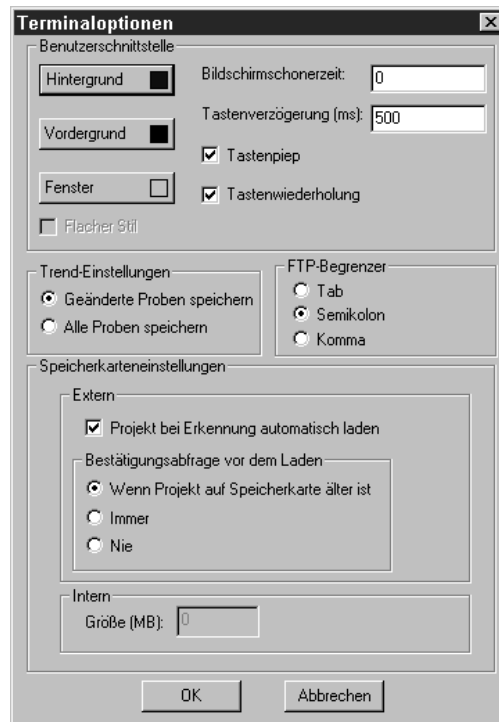 Terminaloptionen
Benutzerschnittstelle
Hintergrund
Bildschirmschonerzeit: 0
Vordergrund
Tastenverzögerung (ms): 500
Tastenpiep
Fenster
Tastenwiederholung
Flacher Stil
Trend-Einstellungen
Geänderte Proben speichern
Alle Proben speichern
FTP-Begrenzer
Tab
Semikolon
Komma
Speicherkarteneinstellungen
Extern
Projekt bei Erkennung automatisch laden
Bestätigungsabfrage vor dem Laden
Wenn Projekt auf Speicherkarte älter ist
Immer
Nie
Intern
Größe (MB): 0
OK Abbrechen